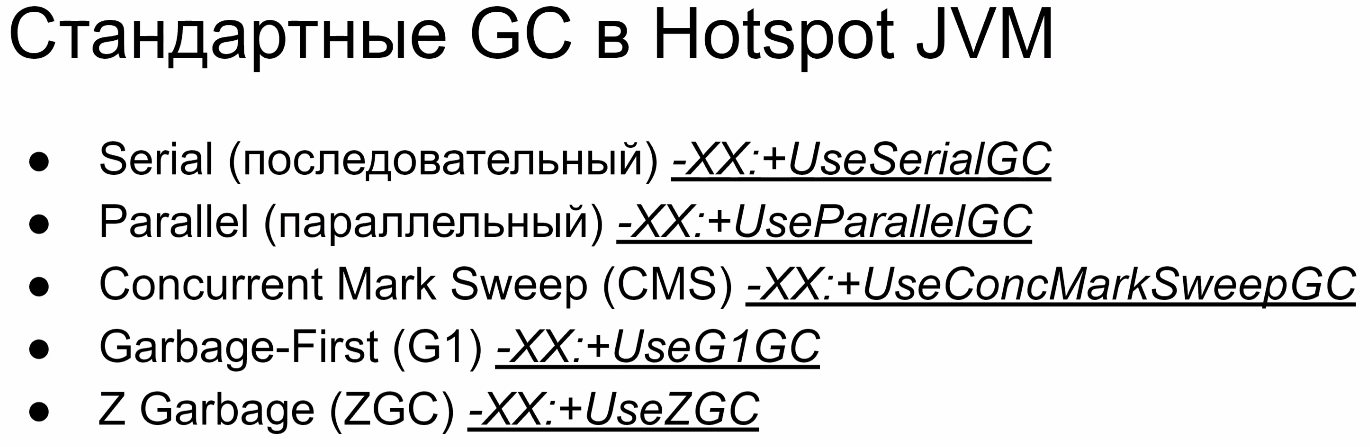 Стандартные GC в Hotspot JVM
● Serial (последовательный) -XX:+UseSerialGC
● Parallel (параллельный) -XX:+UseParallelGC
● Concurrent Mark Sweep (CMS) -XX:+UseConcMarkSweepGC
● Garbage-First (G1) -XX:+UseG1GC
● Z Garbage (ZGC) -XX:+UseZGC